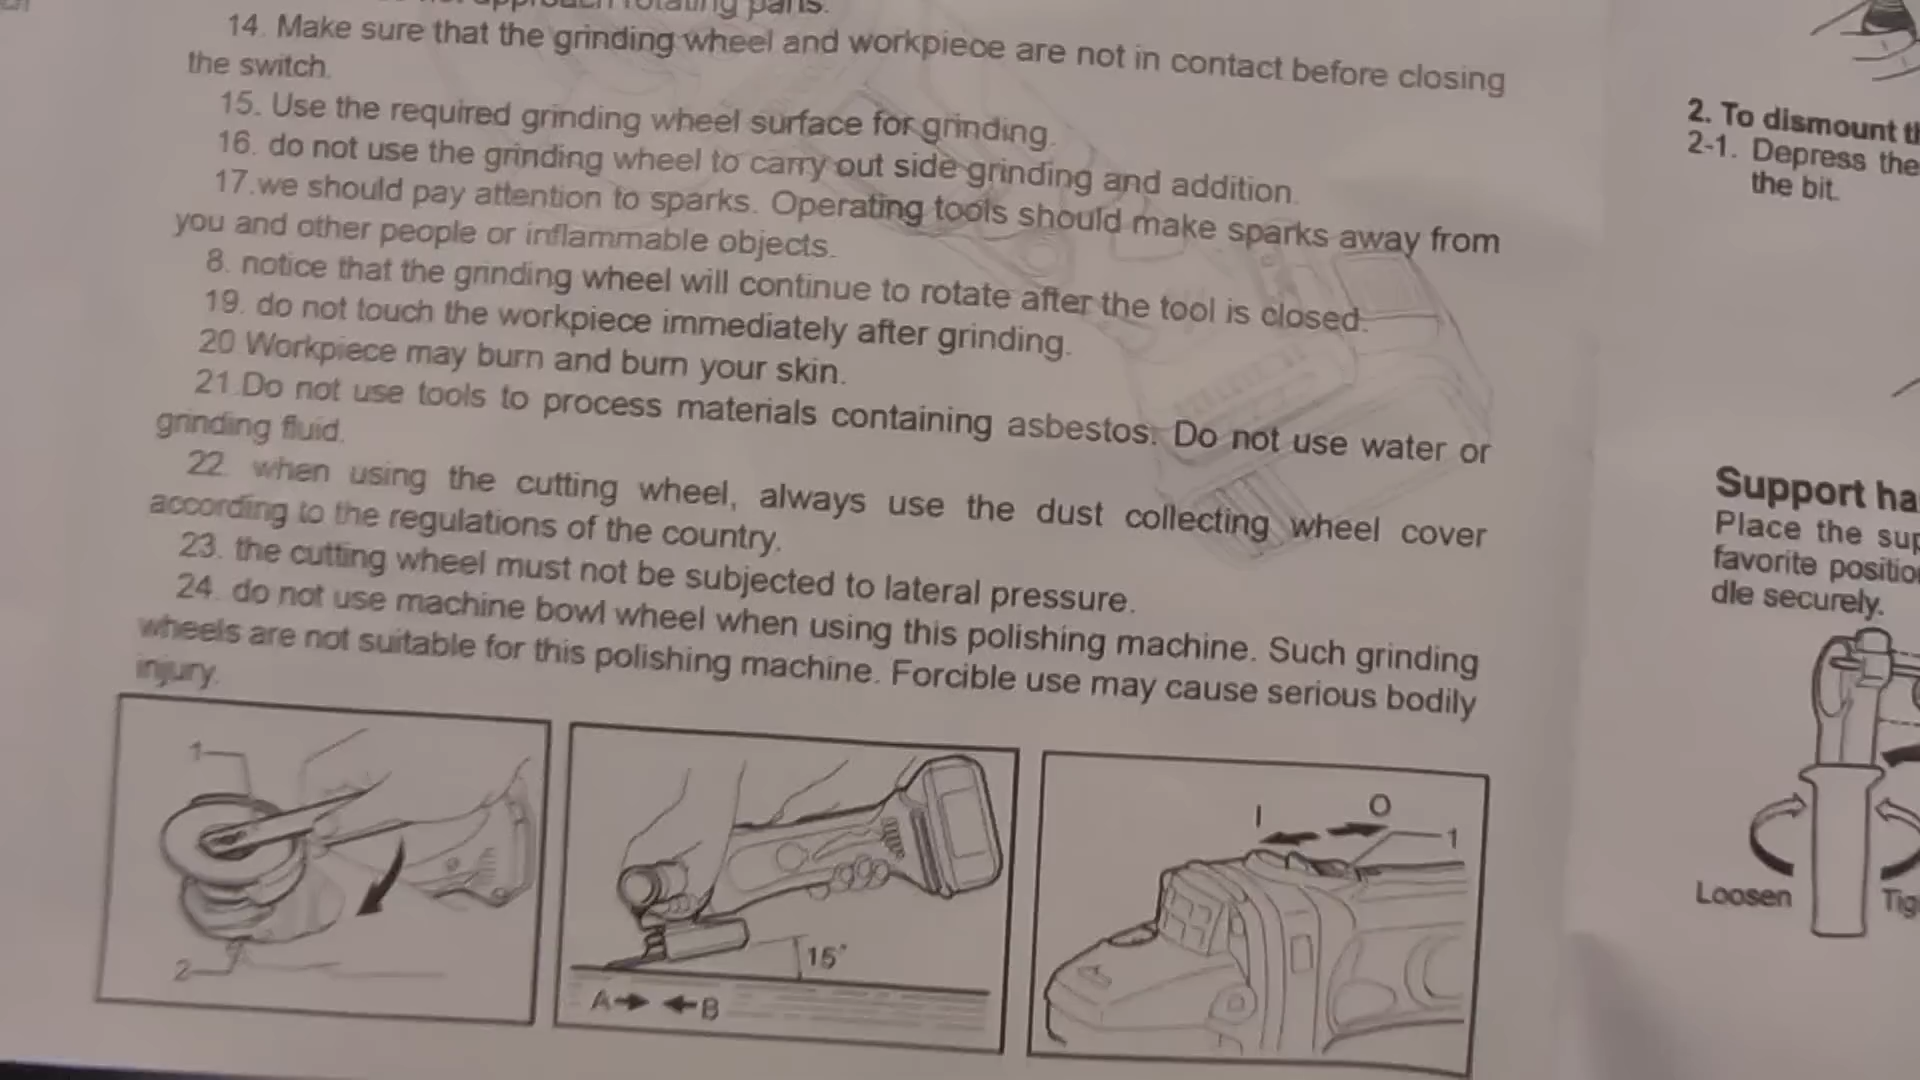 approach rotating parts.
14. Make sure that the grinding wheel and workpiece are not in contact before closing
the switch.
15. Use the required grinding wheel surface for grinding.
16. do not use the grinding wheel to carry out side grinding and addition.
17.we should pay attention to sparks. Operating tools should make sparks away from
you and other people or inflammable objects.
8. notice that the grinding wheel will continue to rotate after the tool is closed.
19. do not touch the workpiece immediately after grinding.
20 Workpiece may burn and burn your skin.
21.Do not use tools to process materials containing asbestos. Do not use water or
grinding fluid.
22. when using the cutting wheel, always use the dust collecting wheel cover
according to the regulations of the country.
23. the cutting wheel must not be subjected to lateral pressure.
24. do not use machine bowl wheel when using this polishing machine. Such grinding
wheels are not suitable for this polishing machine. Forcible use may cause serious bodily
injury.
1
2
15°
A B
I O
1
2. To dismount
2-1. Depress the
the bit.
Support
Place the
favorite
dle securely.
Loosen